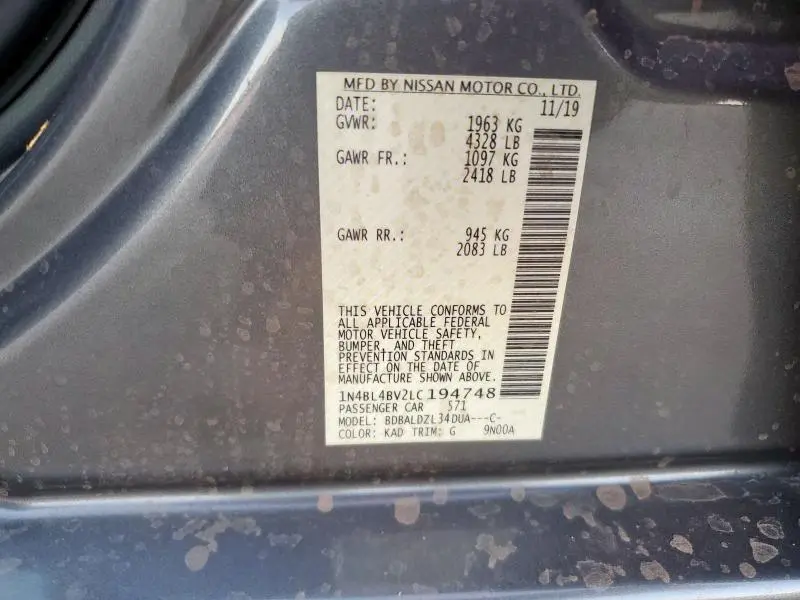 MFD BY NISSAN MOTOR CO., LTD.
DATE: 11/19
GVWR: 1963 KG
4328 LB
GAWR FR.: 1097 KG
2418 LB
GAWR RR.: 945 KG
2083 LB
THIS VEHICLE CONFORMS TO
ALL APPLICABLE FEDERAL
MOTOR VEHICLE SAFETY,
BUMPER, AND THEFT
PREVENTION STANDARDS IN
EFFECT ON THE DATE OF
MANUFACTURE SHOWN ABOVE.
1N4BL4BV2LC194748
PASSENGER CAR 571
MODEL: BDBALDZL34DUA---C-
COLOR: KAD TRIM: G 9N00A